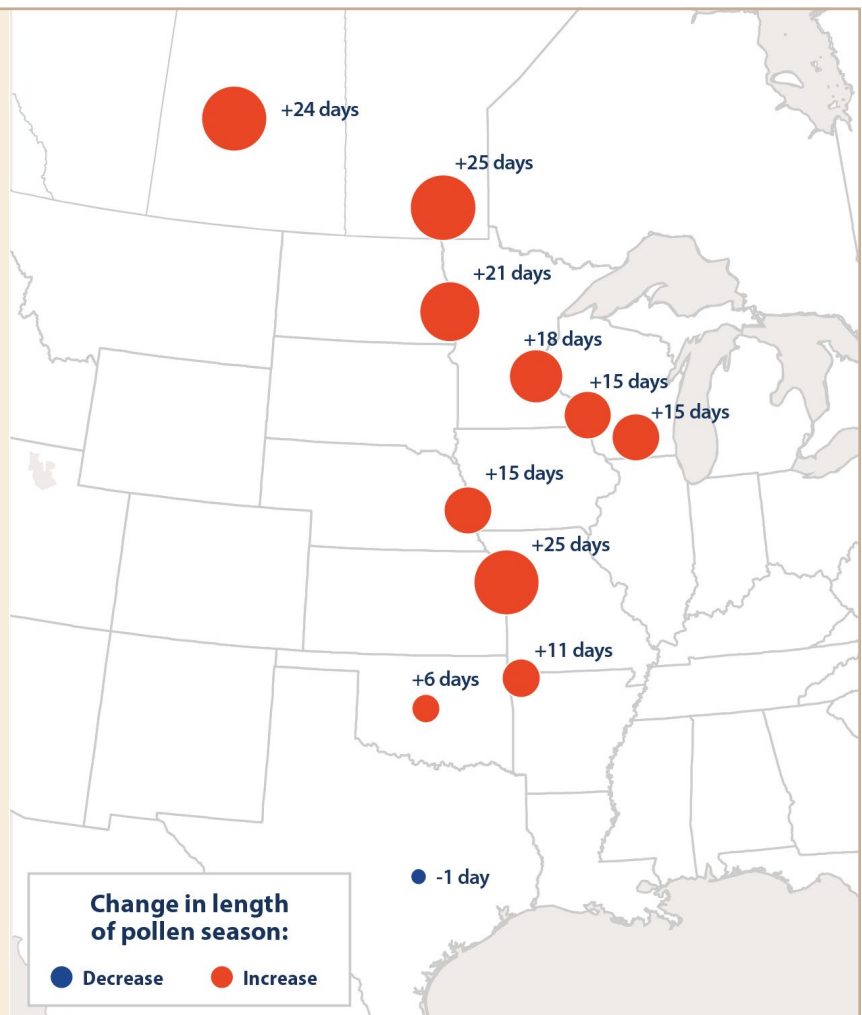 +24 days
+25 days
+21 days
+18 days
+15 days
+15 days
+15 days
+25 days
+11 days
+6 days
-1 day
Change in length
of pollen season:
Decrease
Increase